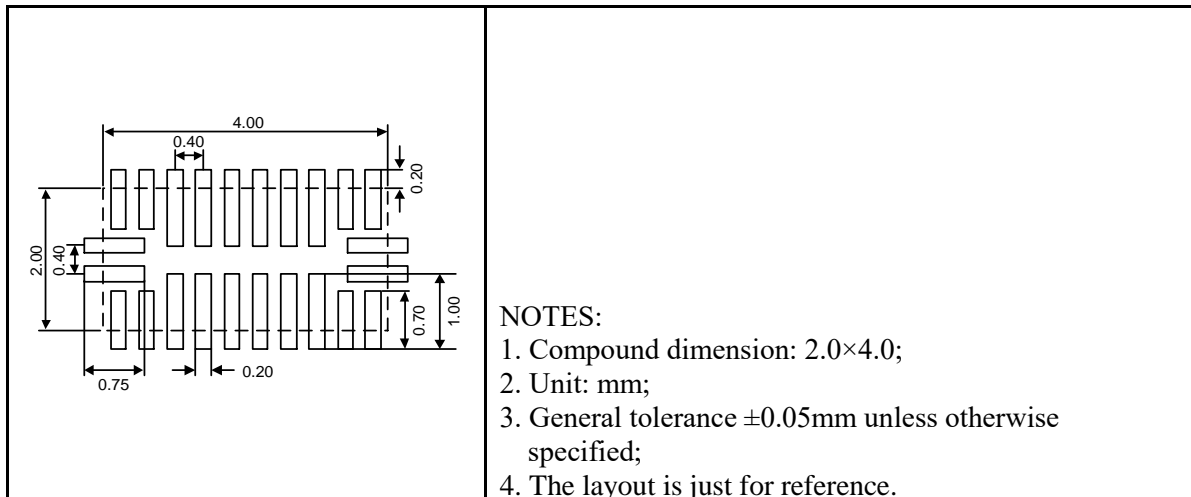 4.00
0.40
0.20
2.00
0.40
0.70
1.00
0.75
0.20
NOTES:
1. Compound dimension: 2.0×4.0;
2. Unit: mm;
3. General tolerance ±0.05mm unless otherwise
specified;
4. The layout is just for reference.